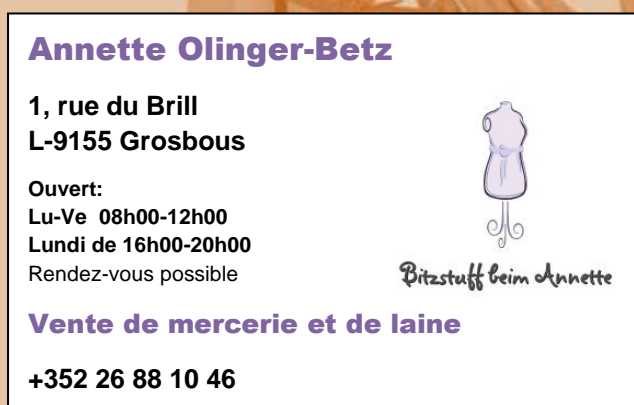 Annette Olinger-Betz
1, rue du Brill
L-9155 Grosbous
Ouvert:
Lu-Ve 08h00-12h00
Lundi de 16h00-20h00
Rendez-vous possible
Bitzstuff beim Annette
Vente de mercerie et de laine
+352 26 88 10 46